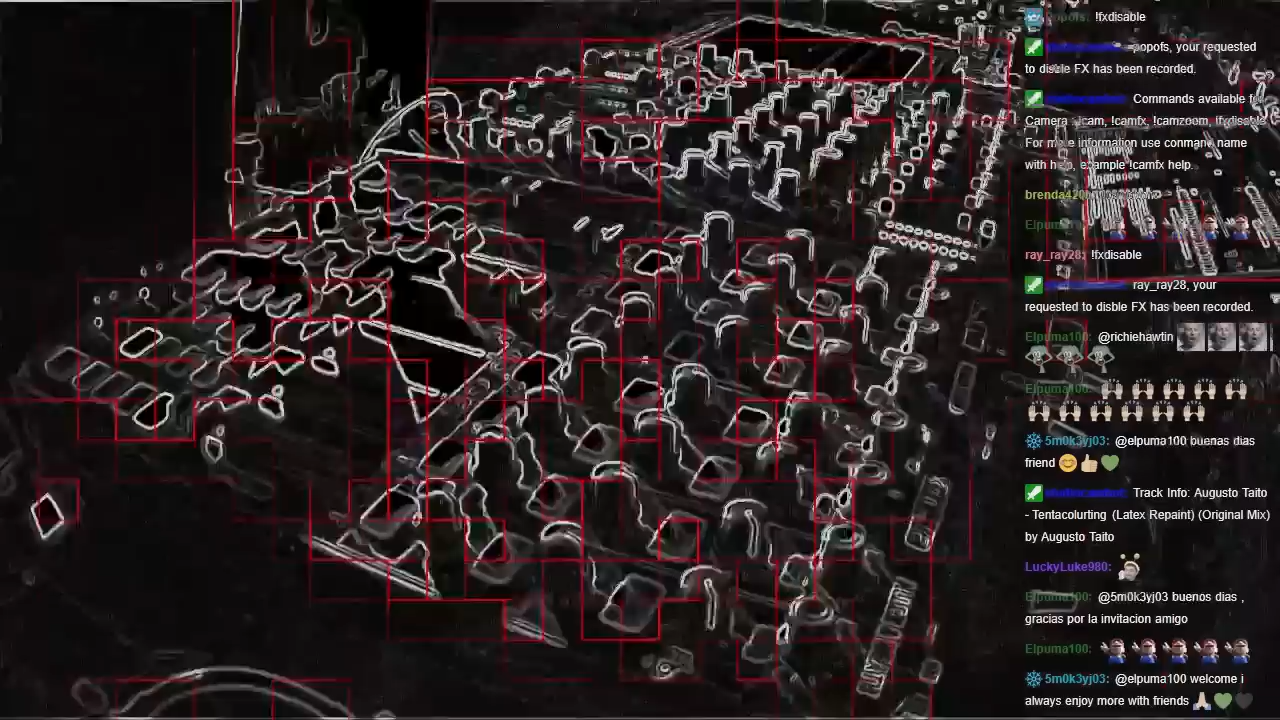 popofs: !fxdisable
popofs, your requested
to disble FX has been recorded.
Commands available for
Camera : !cam, !camfx, !camzoom, !fxdisable
For more information use conmand name
with help, example !camfx help.
brenda420
ray_ray28: !fxdisable
ray_ray28, your
requested to disble FX has been recorded.
Elpuma100: @richiehawtin
Elpuma100:
5m0k3yj03: @elpuma100 buenas dias
friend 😊👍💚
Track Info: Augusto Taito
- Tentacolurting (Latex Repaint) (Original Mix)
by Augusto Taito
LuckyLuke980:
Elpuma100: @5m0k3yj03 buenos dias ,
gracias por la invitacion amigo
Elpuma100:
5m0k3yj03: @elpuma100 welcome i
always enjoy more with friends 🙏💚🖤